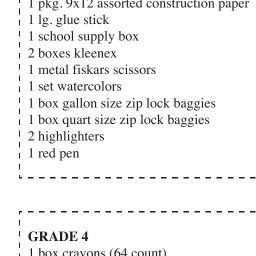 1 pkg. 9x12 assorted construction paper
1 lg. glue stick
1 school supply box
2 boxes kleenex
1 metal fiskars scissors
1 set watercolors
1 box gallon size zip lock baggies
1 box quart size zip lock baggies
2 highlighters
1 red pen
GRADE 4
1 box crayons (64 count)